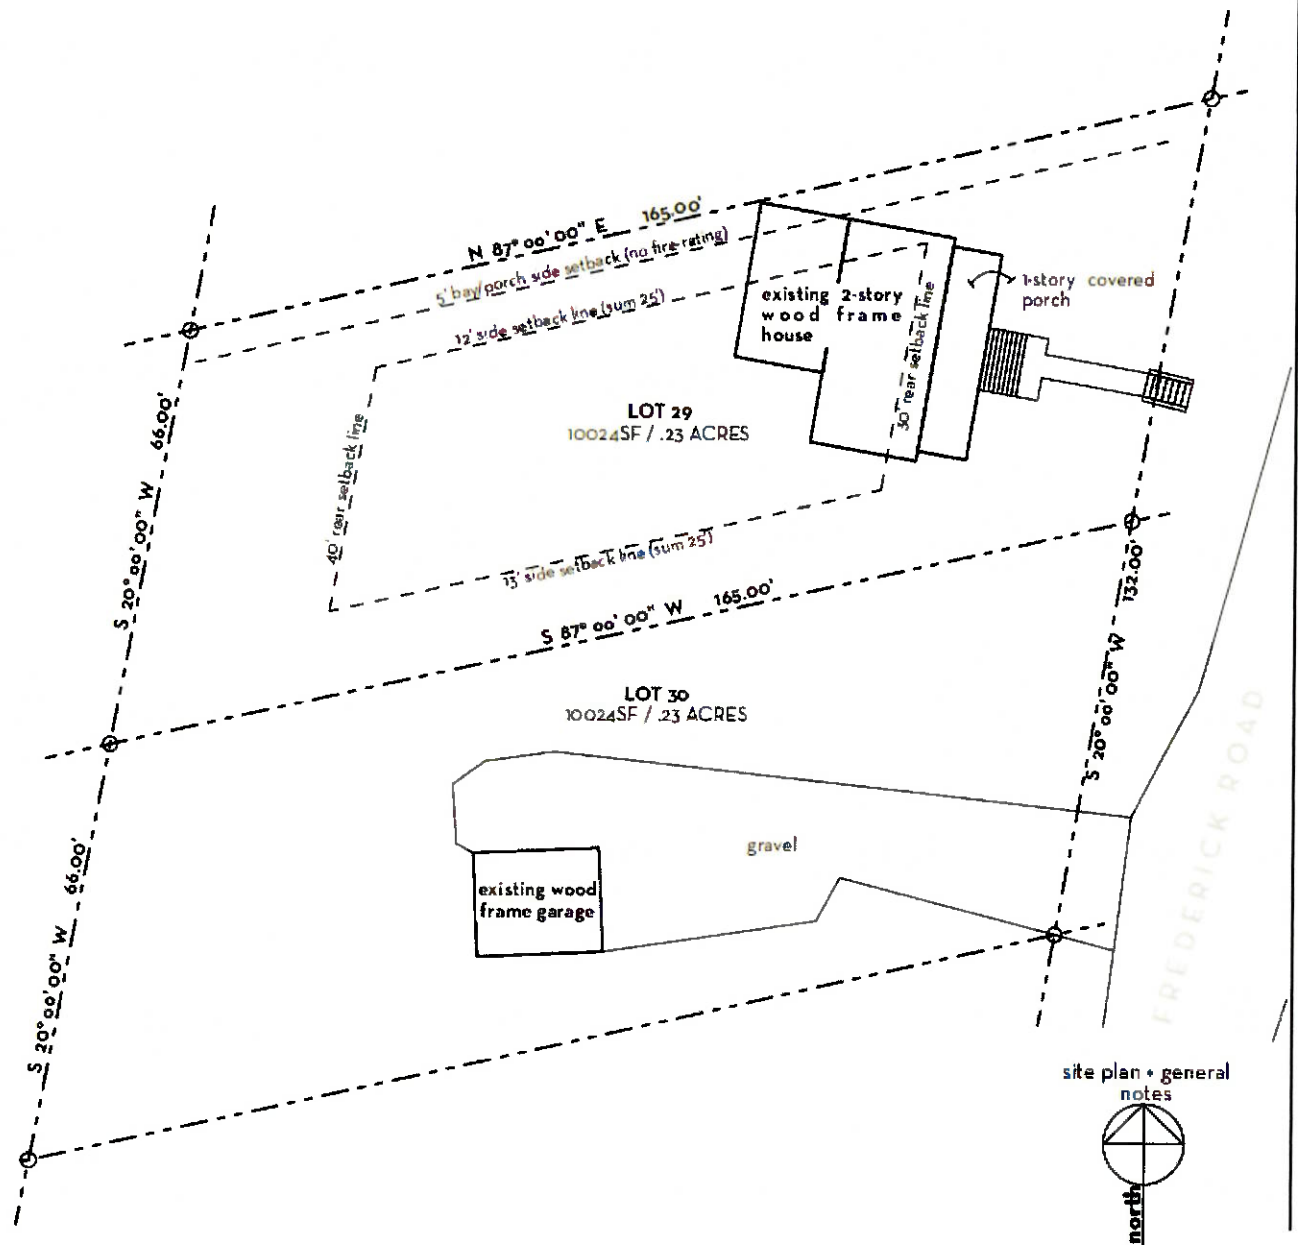 N 87° 00' 00" E 165.00'
5' bay/porch side setback (no fire-rating)
12' side setback line (sum 25')
existing 2-story
wood frame
house
1-story covered
porch
30' rear setback line
S 20° 00' 00" W 66.00'
40' rear setback line
LOT 29
10024SF / .23 ACRES
13' side setback line (sum 25')
S 87° 00' 00" W 165.00'
132.00'
S 20° 00' 00" W
LOT 30
10024SF / .23 ACRES
FREDERICK ROAD
gravel
existing wood
frame garage
S 20° 00' 00" W 66.00'
site plan • general
notes
north